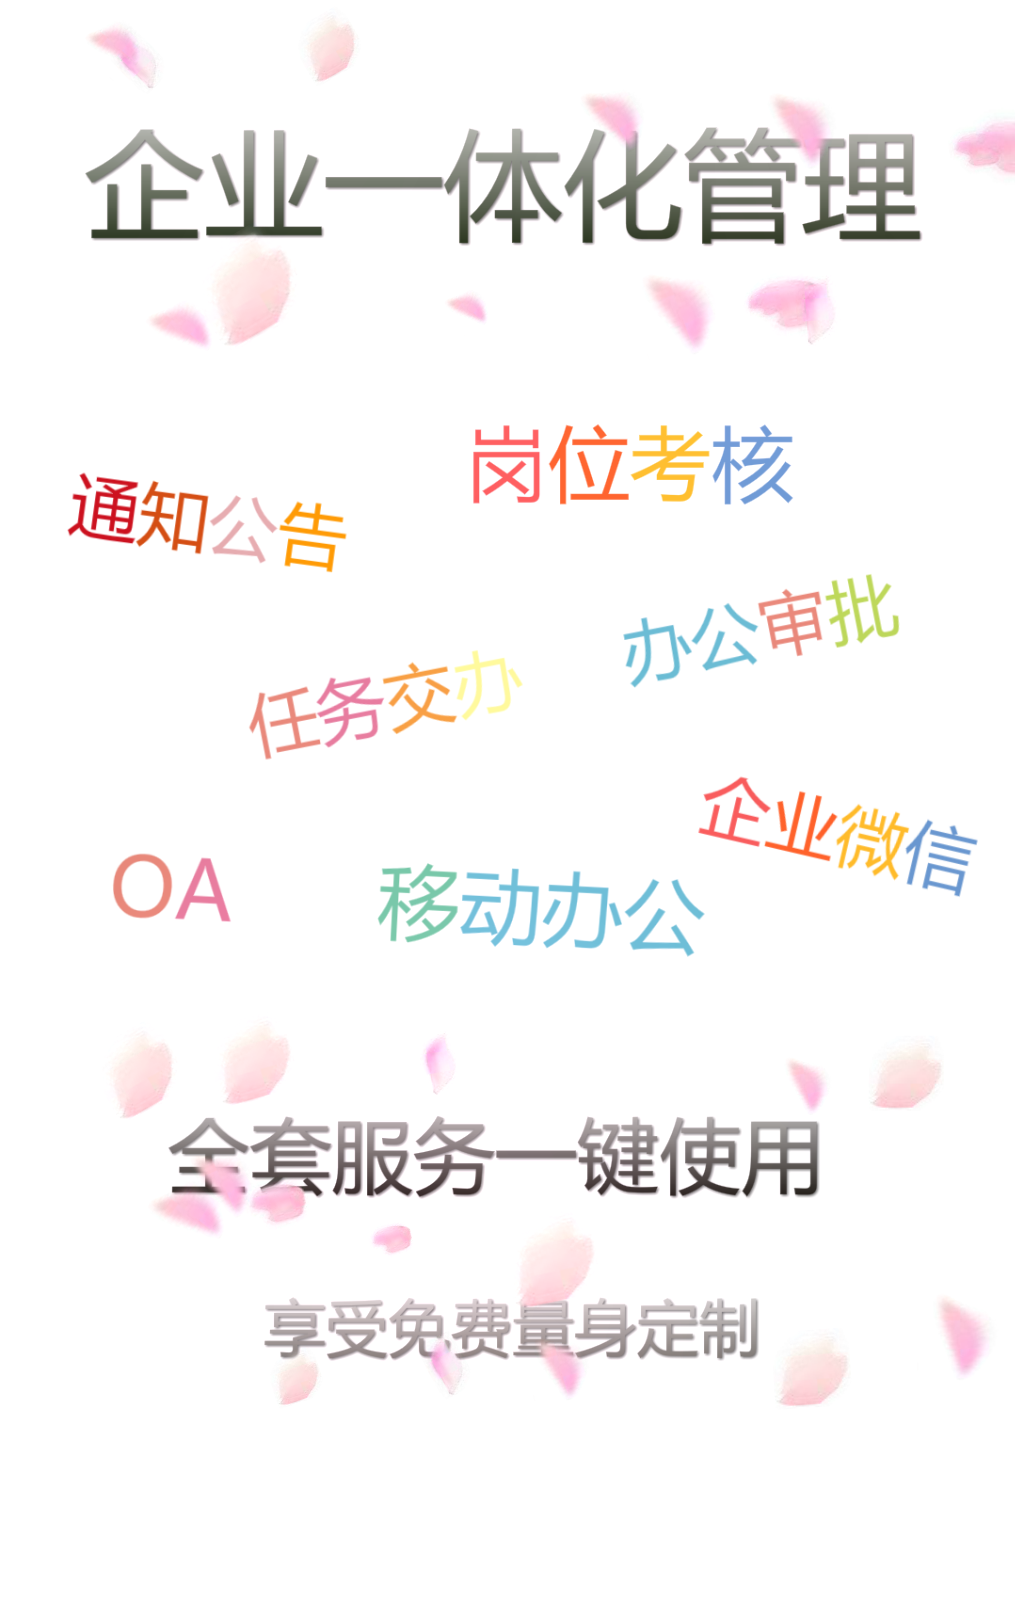 企业一体化管理
岗位考核
通知公告
办公审批
任务交办
企业微信
OA
移动办公
全套服务一键使用
享受免费量身定制